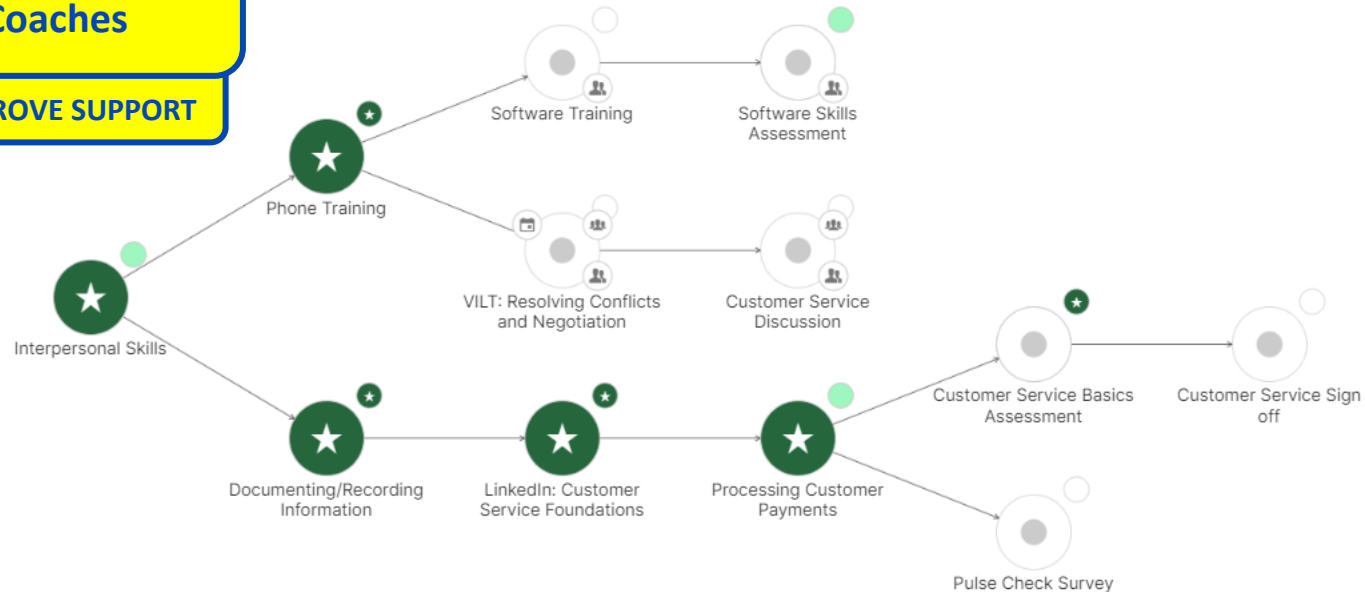 Coaches
SUPPORT
Software Training
Software Skills
Assessment
Phone Training
VILT: Resolving Conflicts
and Negotiation
Customer Service
Discussion
Interpersonal Skills
Customer Service Basics
Assessment
Customer Service Sign
off
Documenting/Recording
Information
LinkedIn: Customer
Service Foundations
Processing Customer
Payments
Pulse Check Survey